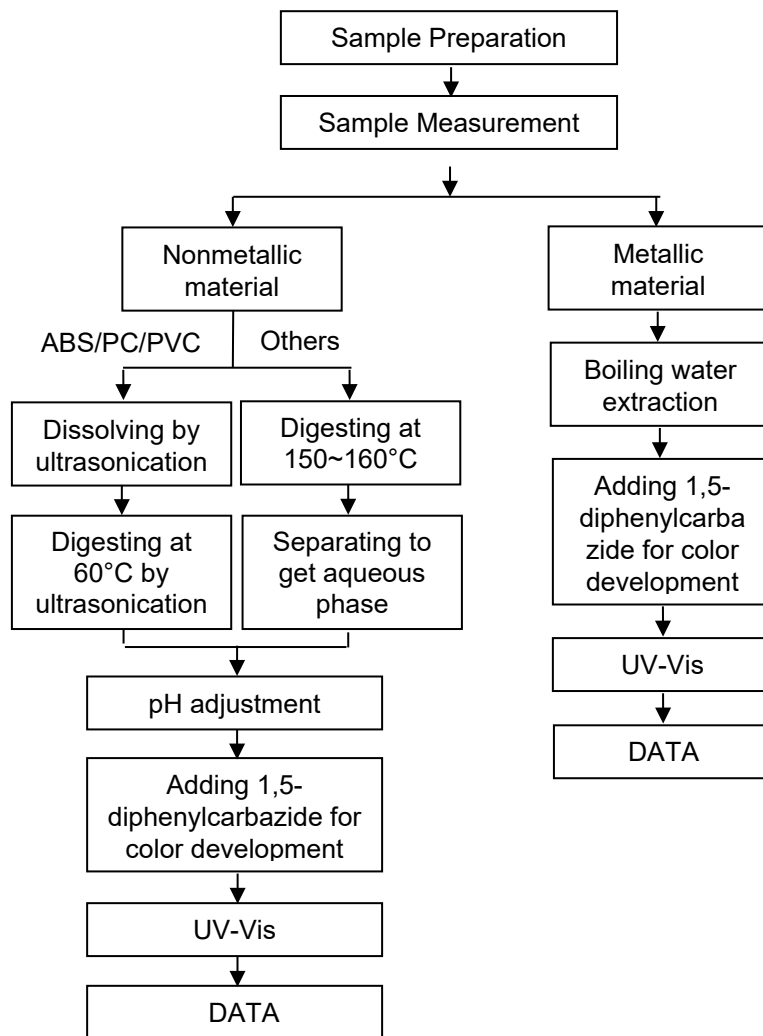 Sample Preparation
Sample Measurement
Nonmetallic
material
ABS/PC/PVC
Others
Dissolving by
ultrasonication
Digesting at
150~160°C
Digesting at
60°C by
ultrasonication
Separating to
get aqueous
phase
pH adjustment
Adding 1,5-
diphenylcarbazide for
color development
UV-Vis
DATA
Metallic
material
Boiling water
extraction
Adding 1,5-
diphenylcarba
zide for color
development
UV-Vis
DATA